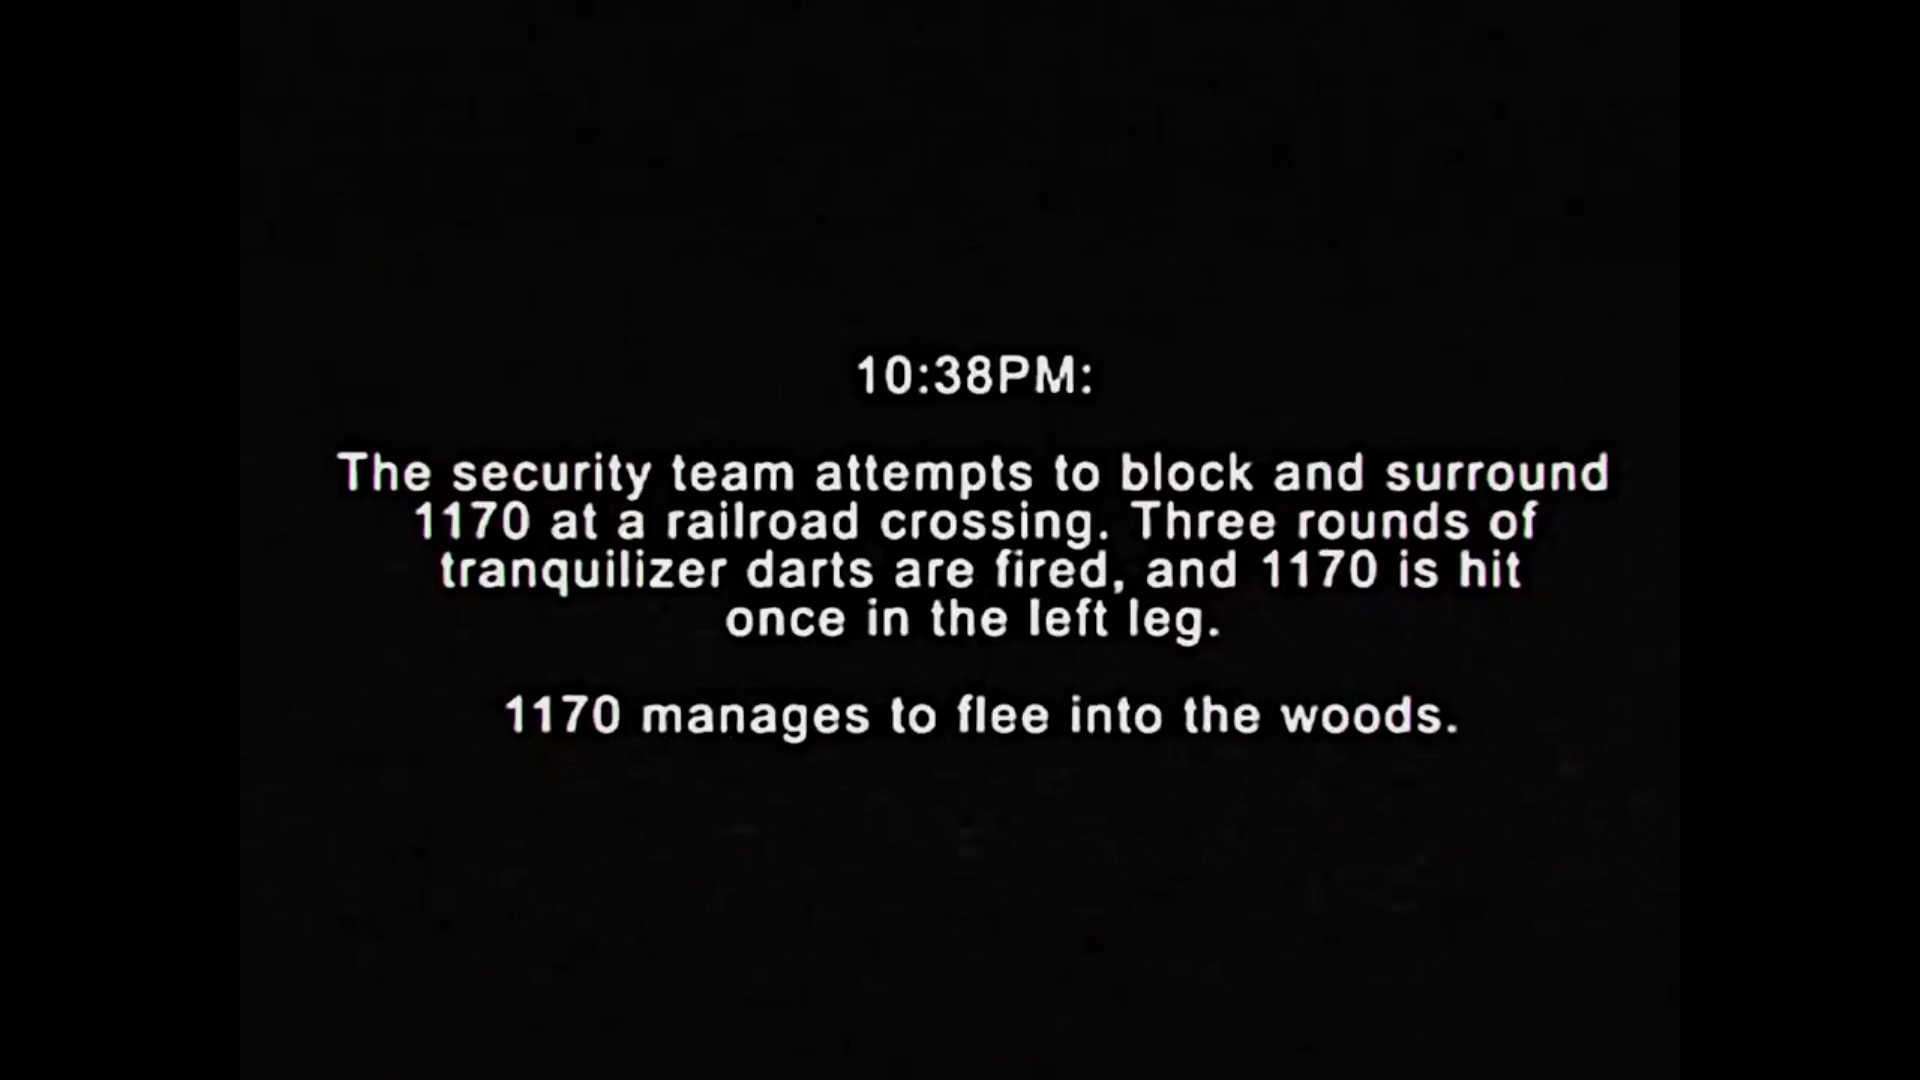 10:38PM:
The security team attempts to block and surround
1170 at a railroad crossing. Three rounds of
tranquilizer darts are fired, and 1170 is hit
once in the left leg.
1170 manages to flee into the woods.